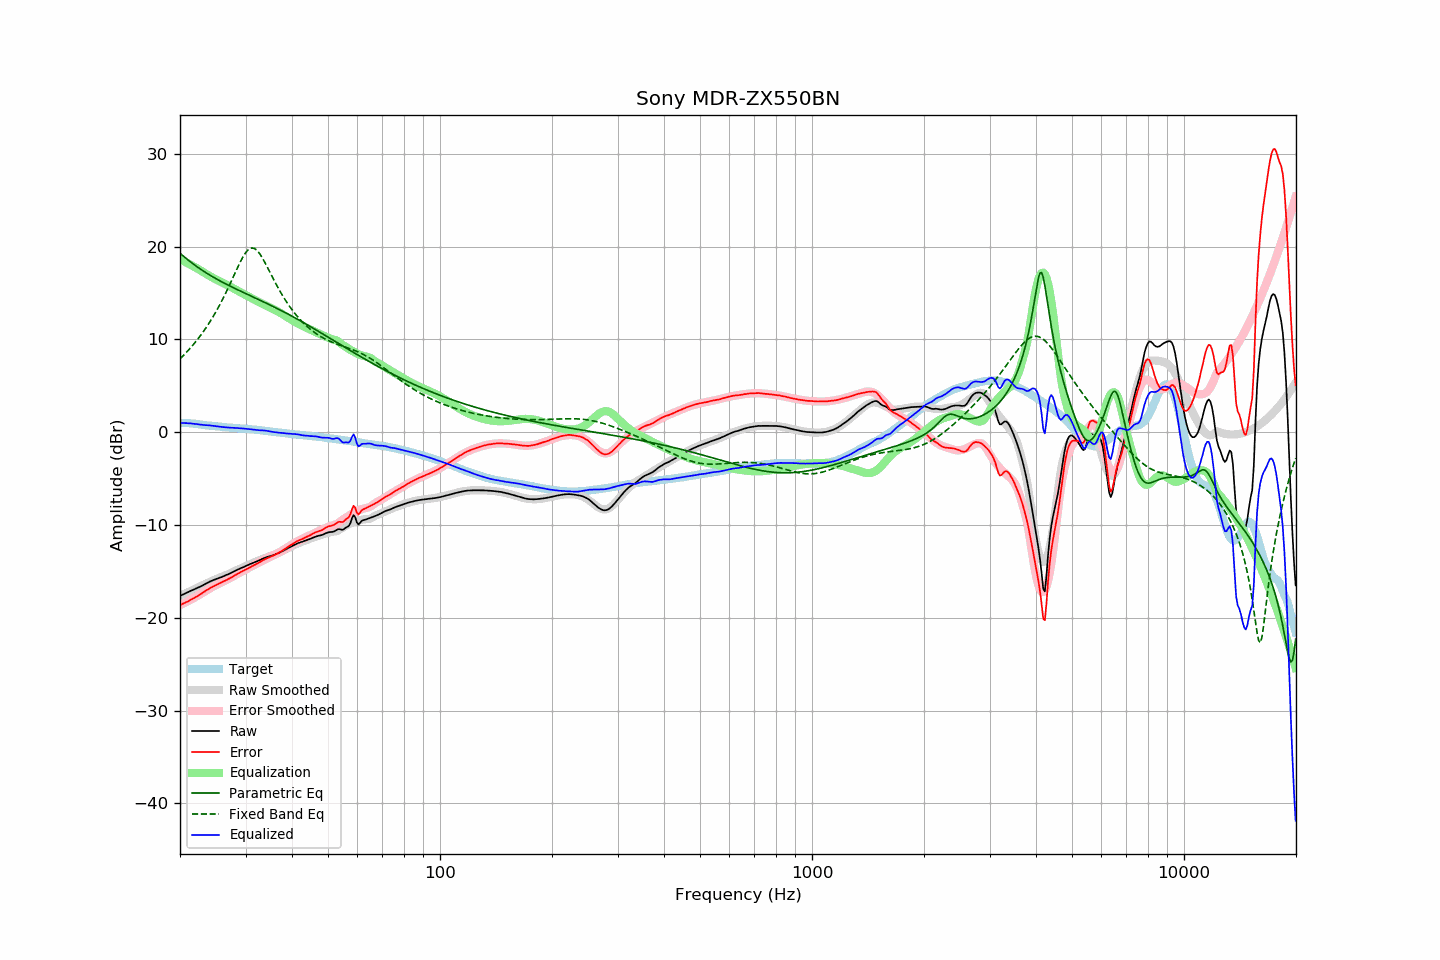 Sony MDR-ZX550BN
Amplitude (dBr)
30
20
10
0
−10
−20
−30
−40
Target
Raw Smoothed
Error Smoothed
Raw
Error
Equalization
Parametric Eq
Fixed Band Eq
Equalized
100
1000
10000
Frequency (Hz)